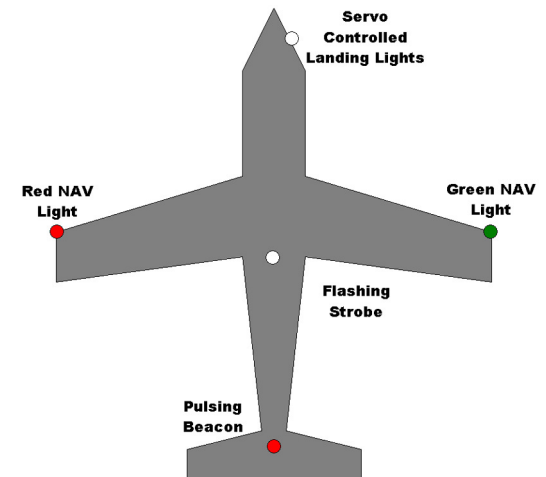 Servo
Controlled
Landing Lights
Red NAV
Light
Green NAV
Light
Flashing
Strobe
Pulsing
Beacon